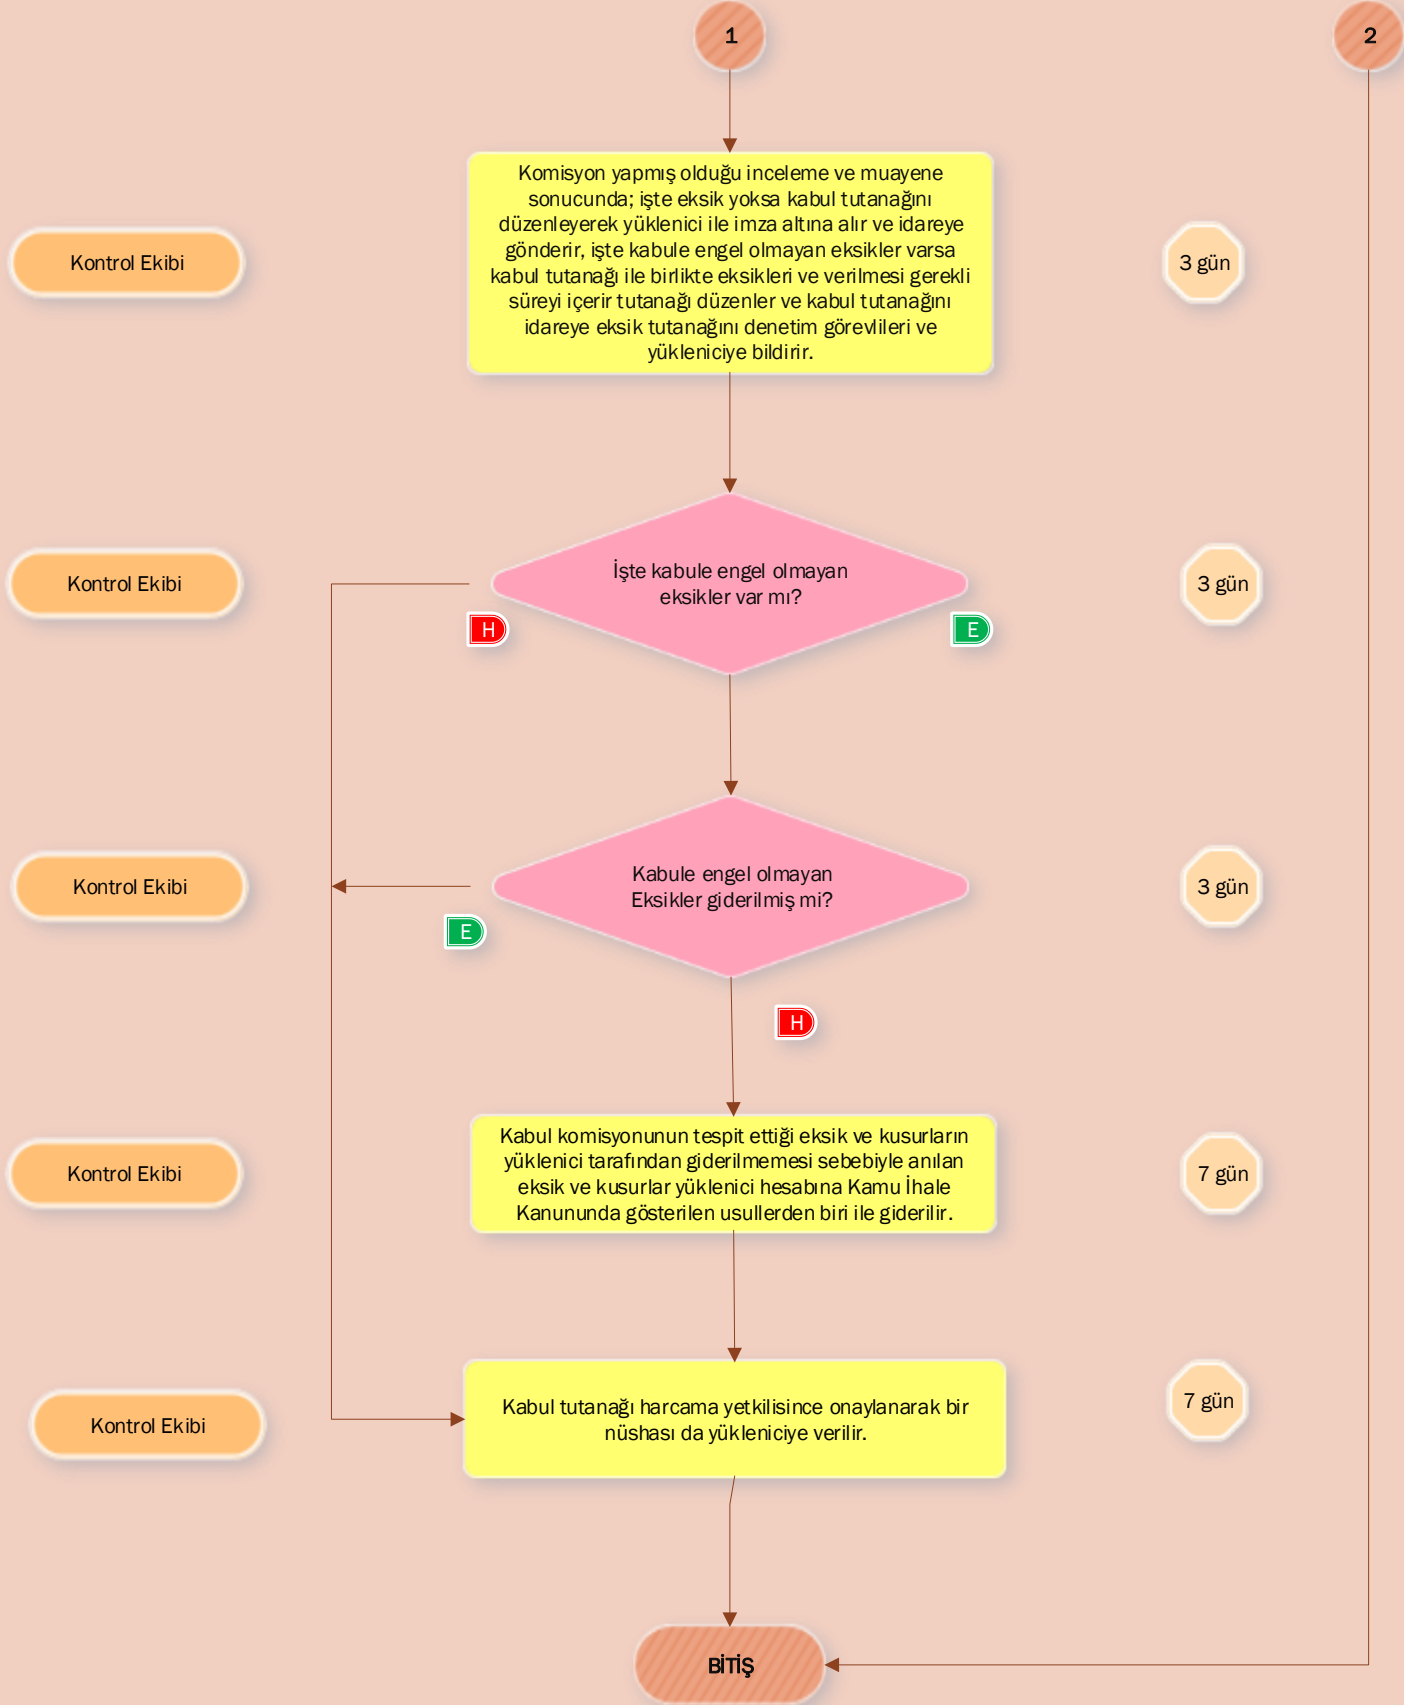 1
2
Komisyon yapmış olduğu inceleme ve muayene
sonucunda; işte eksik yoksa kabul tutanağını
düzenleyerek yüklenici ile imza altına alır ve idareye
gönderir, işte kabule engel olmayan eksikler varsa
kabul tutanağı ile birlikte eksikleri ve verilmesi gerekli
süreyi içerir tutanağı düzenler ve kabul tutanağını
idareye eksik tutanağını denetim görevlileri ve
yükleniciye bildirir.
Kontrol Ekibi
3 gün
İşte kabule engel olmayan
eksikler var mı?
Kontrol Ekibi
3 gün
H
E
Kabule engel olmayan
Eksikler giderilmiş mi?
Kontrol Ekibi
3 gün
E
H
Kabul komisyonunun tespit ettiği eksik ve kusurların
yüklenici tarafından giderilmemesi sebebiyle anılan
eksik ve kusurlar yüklenici hesabına Kamu İhale
Kanununda gösterilen usullerden biri ile giderilir.
Kontrol Ekibi
7 gün
Kabul tutanağı harcama yetkilisince onaylanarak bir
nüshası da yükleniciye verilir.
Kontrol Ekibi
7 gün
BİTİŞ